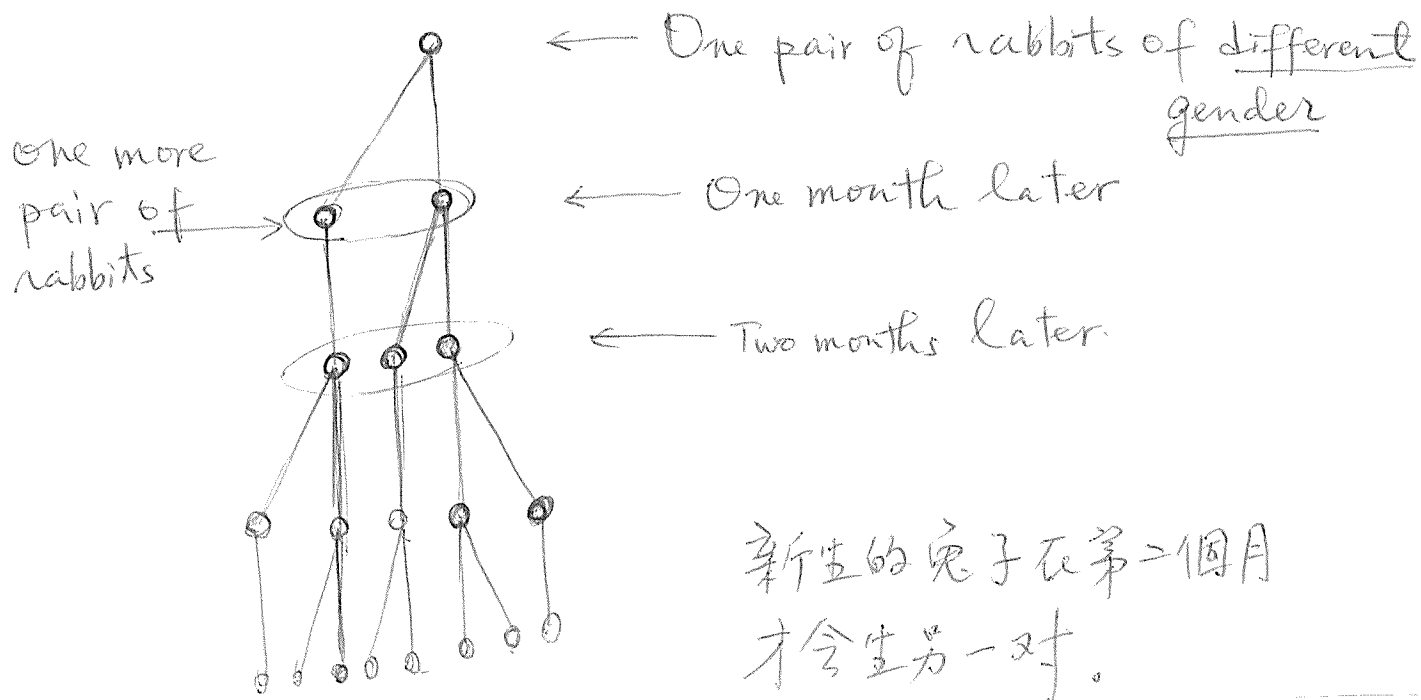 One pair of rabbits of different
gender
one more
pair of
rabbits
One month later
Two months later.
新生的兔子在第二個月
才会生另一对。